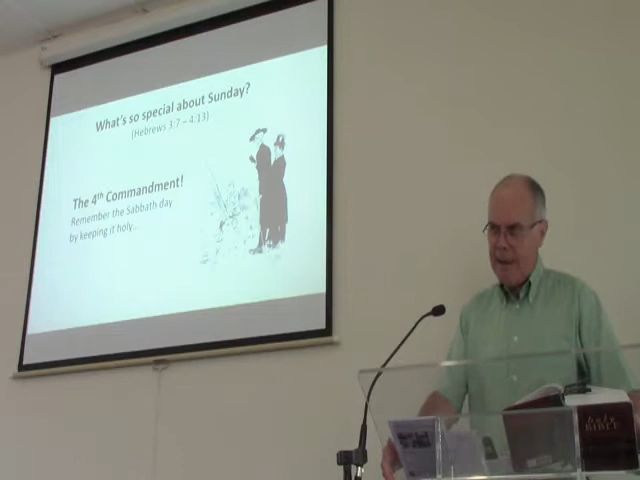 What's so special about Sunday?
(Hebrews 3:7 – 4:13)
The 4th Commandment!
Remember the Sabbath day
by keeping it holy...
holy
BIBLE